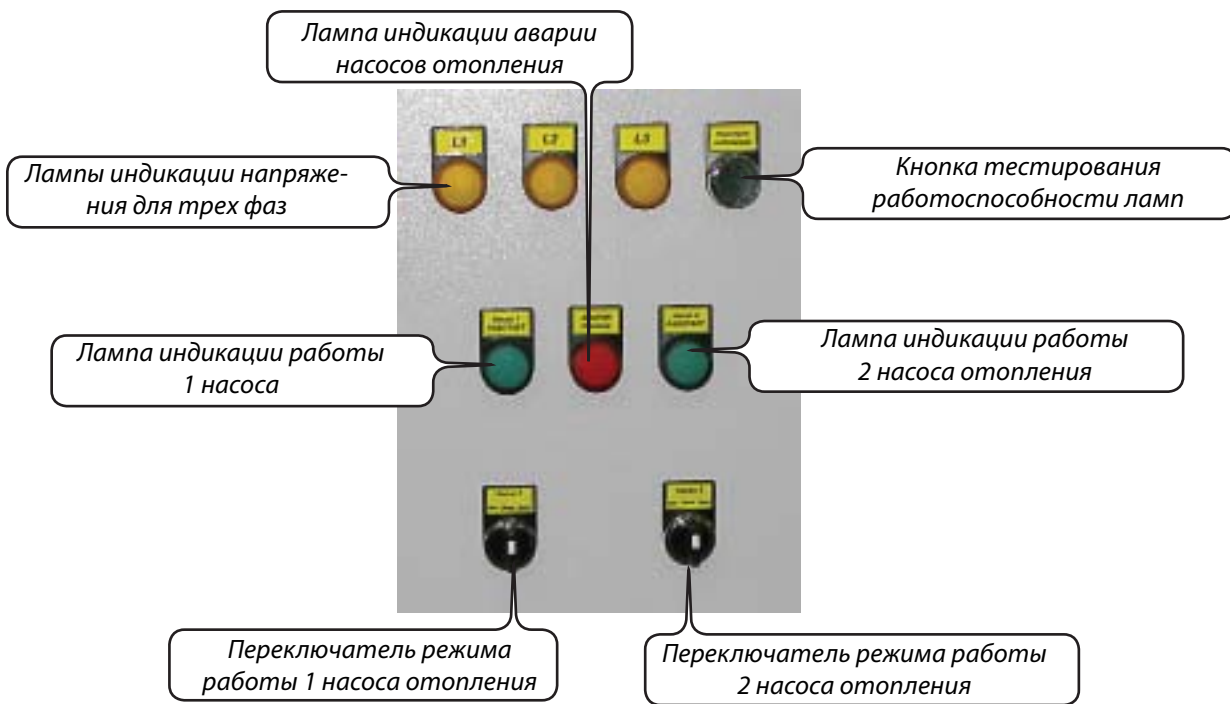 Лампа индикации аварии
насосов отопления
L1
L2
L3
Лампы индикации напряже-
ния для трех фаз
Кнопка тестирования
работоспособности ламп
Лампа индикации работы
1 насоса
Лампа индикации работы
2 насоса отопления
Переключатель режима
работы 1 насоса отопления
Переключатель режима работы
2 насоса отопления